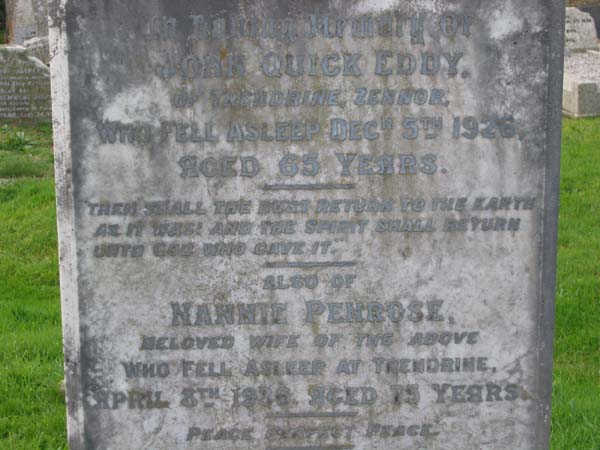 In Loving Memory Of
JOHN QUICK EDDY,
OF TRENDRINE, ZENNOR,
WHO FELL ASLEEP DECR 5TH 1926,
AGED 65 YEARS.
"THEN SHALL THE DUST RETURN TO THE EARTH
AS IT WAS: AND THE SPIRIT SHALL RETURN
UNTO GOD WHO GAVE IT."
ALSO OF
NANNIE PENROSE,
BELOVED WIFE OF THE ABOVE
WHO FELL ASLEEP AT TRENDRINE,
APRIL 8TH AGED 75 YEARS.
PEACE PERFECT PEACE.